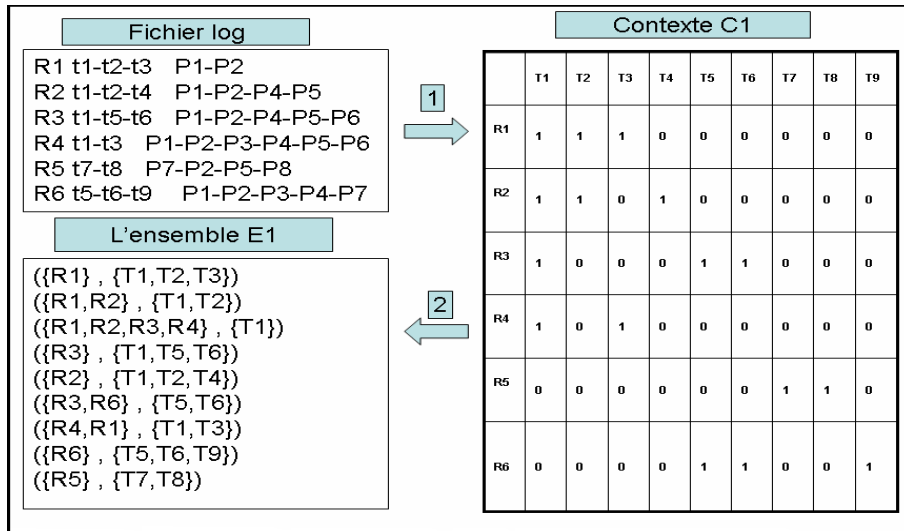 Fichier log
R1 t1-t2-t3 P1-P2
R2 t1-t2-t4 P1-P2-P4-P5
R3 t1-t5-t6 P1-P2-P4-P5-P6
R4 t1-t3 P1-P2-P3-P4-P5-P6
R5 t7-t8 P7-P2-P5-P8
R6 t5-t6-t9 P1-P2-P3-P4-P7
1
Contexte C1
T1 T2 T3 T4 T5 T6 T7 T8 T9
R1 1 1 1 0 0 0 0 0 0
R2 1 1 0 1 0 0 0 0 0
R3 1 0 0 0 1 1 0 0 0
R4 1 0 1 0 0 0 0 0 0
R5 0 0 0 0 0 0 1 1 0
R6 0 0 0 0 1 1 0 0 1
2
L'ensemble E1
({R1} , {T1,T2,T3})
({R1,R2} , {T1,T2})
({R1,R2,R3,R4} , {T1})
({R3} , {T1,T5,T6})
({R2} , {T1,T2,T4})
({R3,R6} , {T5,T6})
({R4,R1} , {T1,T3})
({R6} , {T5,T6,T9})
({R5} , {T7,T8})